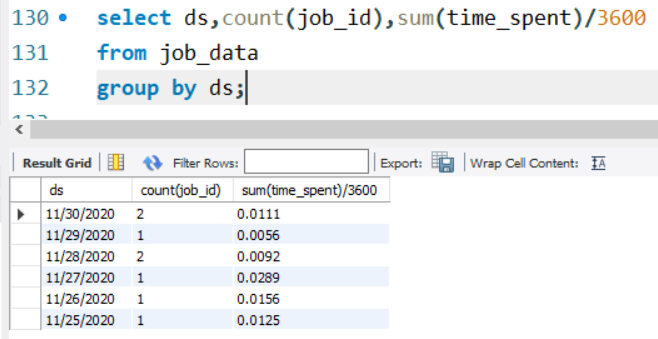 130 select ds,count(job_id),sum(time_spent)/3600
131 from job_data
132 group by ds;
Result Grid Filter Rows: Export: Wrap Cell Content:
ds count(job_id) sum(time_spent)/3600
11/30/2020 2 0.0111
11/29/2020 1 0.0056
11/28/2020 2 0.0092
11/27/2020 1 0.0289
11/26/2020 1 0.0156
11/25/2020 1 0.0125